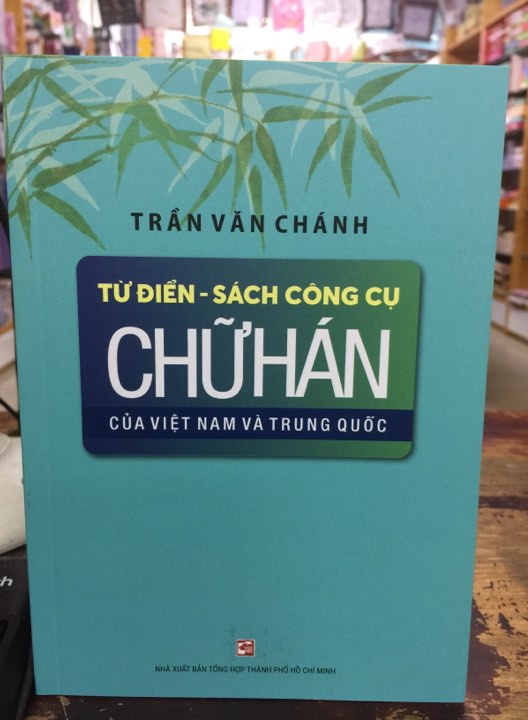 TRẦN VĂN CHÁNH
TỪ ĐIỂN - SÁCH CÔNG CỤ
CHỮ HÁN
CỦA VIỆT NAM VÀ TRUNG QUỐC
NHÀ XUẤT BẢN TỔNG HỢP THÀNH PHỐ HỒ CHÍ MINH